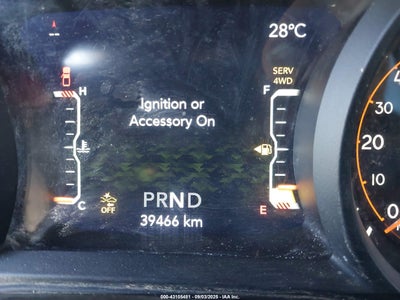 28°C
SERV
4WD
H
F
Ignition or
Accessory On
40
30
20
10
0
C
OFF
PRND
E
39466 km
000-43156481 - 09/03/2025 - IAA Inc.